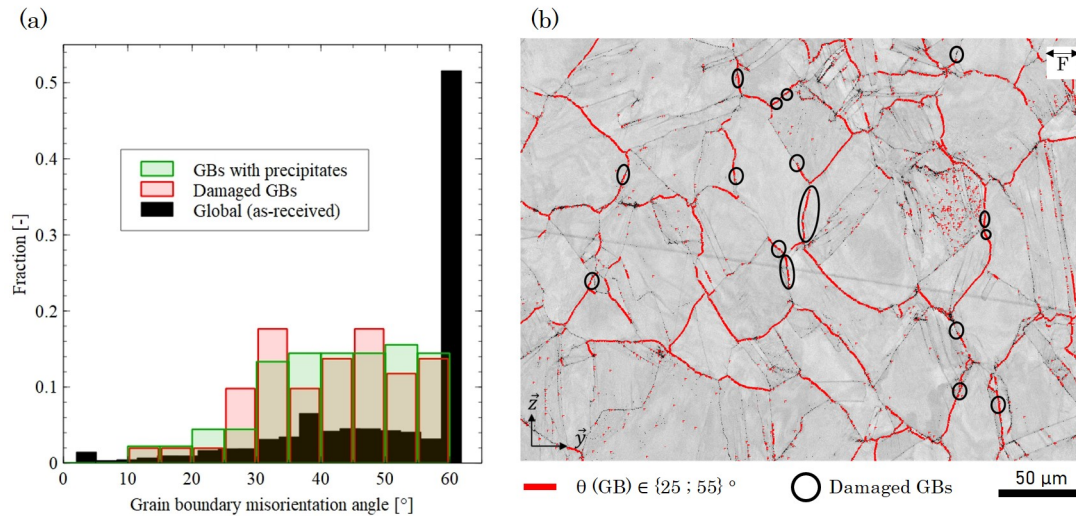 (a)
(b)
0.5
0.4
0.3
0.2
0.1
0
Fraction [-]
GBs with precipitates
Damaged GBs
Global (as-received)
0 10 20 30 40 50 60
Grain boundary misorientation angle [°]
F
z
y
θ (GB) ∈ {25 ; 55} °
Damaged GBs
50 µm